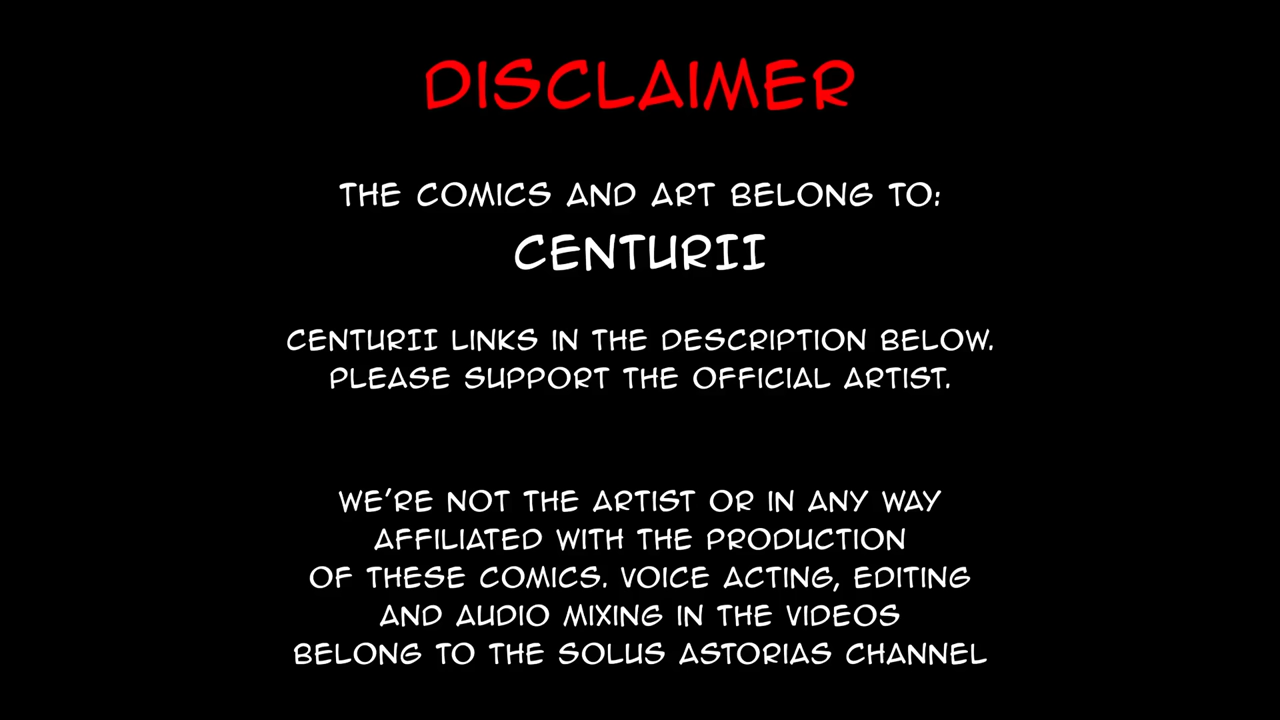 DISCLAIMER
THE COMICS AND ART BELONG TO:
CENTURII
CENTURII LINKS IN THE DESCRIPTION BELOW.
PLEASE SUPPORT THE OFFICIAL ARTIST.
WE'RE NOT THE ARTIST OR IN ANY WAY
AFFILIATED WITH THE PRODUCTION
OF THESE COMICS. VOICE ACTING, EDITING
AND AUDIO MIXING IN THE VIDEOS
BELONG TO THE SOLUS ASTORIAS CHANNEL